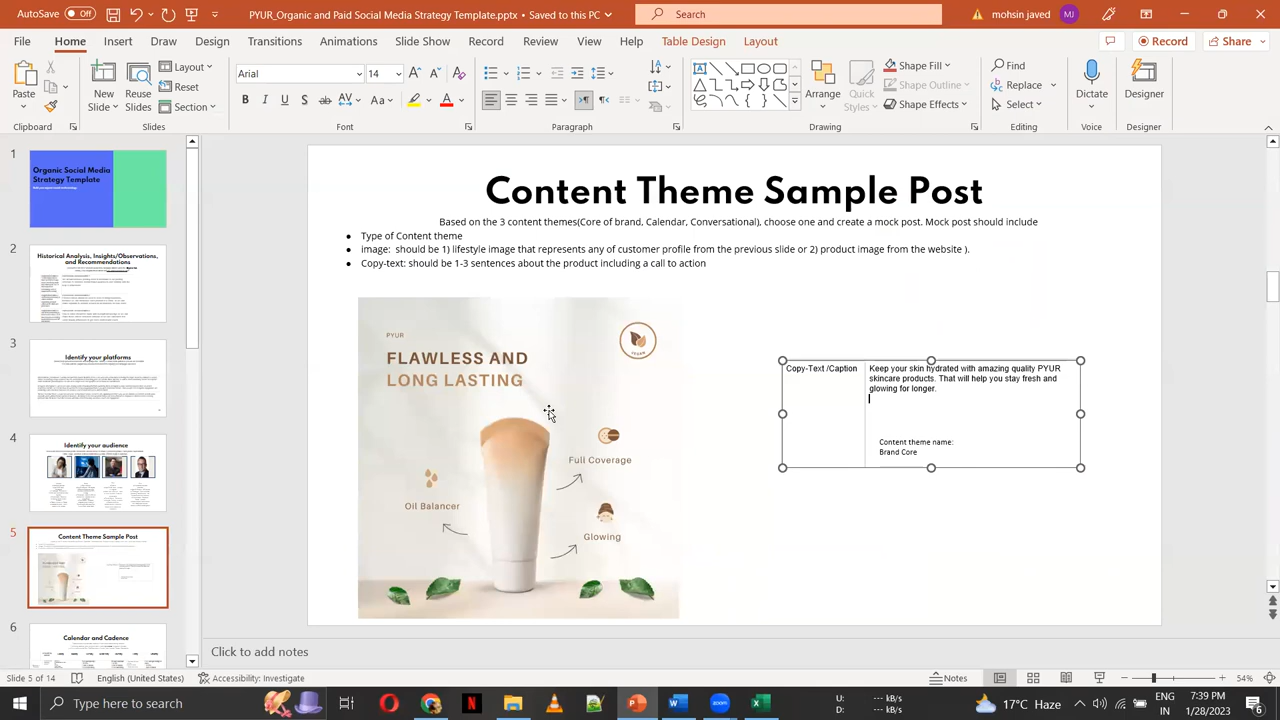 AutoSave Off
PYUR_Organic and Paid Social Media Strategy Template.pptx • Saved to this PC
Search
mohsin javed MJ
File Home Insert Draw Design Transitions Animations Slide Show Record Review View Help Table Design Layout Record Share
Paste
New Slide
Reuse Slides
Layout
Reset
Section
Arial 14
Arrange
Quick Styles
Shape Fill
Shape Outline
Shape Effects
Find
Replace
Select
Dictate
Designer
Clipboard Slides Font Paragraph Drawing Editing Voice Designer
1
Organic Social Media
Strategy Template
2
Historical Analysis, Insights/Observations,
and Recommendations
3
Identify your platforms
4
Identify your audience
5
Content Theme Sample Post
6
Calendar and Cadence
Content Theme Sample Post
Based on the 3 content themes(Core of brand, Calendar, Conversational), choose one and create a mock post. Mock post should include
● Type of Content theme
● image: should be 1) lifestyle image that represents any of customer profile from the previous slide or 2) product image from the website ).
● Copy-text: should be 1-3 sentences about the product including a call to action
PYUR
FLAWLESS AND
LONG LASTING
VEGAN
Full Coverage
Oil Balancer
Glowing
Copy-Text /Caption
Keep your skin hydrated with amazing quality PYUR
skincare products. That will help you stay fresh and
glowing for longer.
Content theme name:
Brand Core
Click to add notes
Slide 5 of 14
English (United States)
Accessibility: Investigate
Notes
54%
Type here to search
zoom
U: --- kB/s
D: --- kB/s
17°C Haze
ENG
IN
7:39 PM
1/28/2023
6